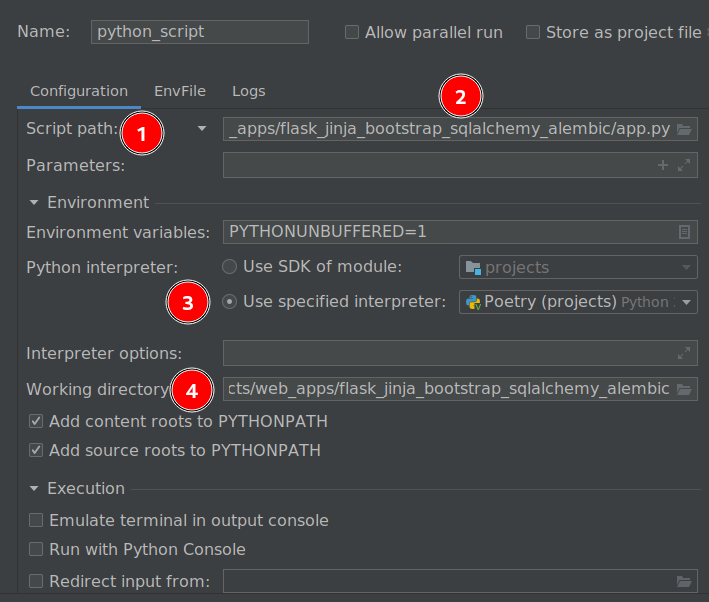 Name: python_script Allow parallel run Store as project file
Configuration EnvFile Logs
2
Script path: 1 _apps/flask_jinja_bootstrap_sqlalchemy_alembic/app.py
Parameters:
Environment
Environment variables: PYTHONUNBUFFERED=1
Python interpreter: Use SDK of module: projects
3 Use specified interpreter: Poetry (projects) Python
Interpreter options:
Working directory 4 cts/web_apps/flask_jinja_bootstrap_sqlalchemy_alembic
Add content roots to PYTHONPATH
Add source roots to PYTHONPATH
Execution
Emulate terminal in output console
Run with Python Console
Redirect input from: